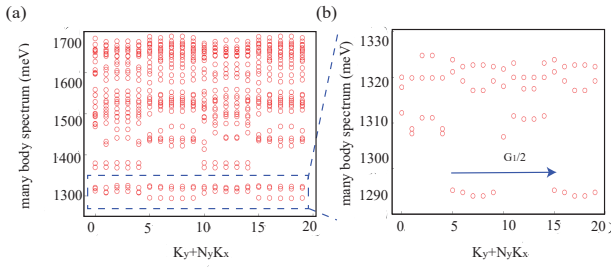 (a)
(b)
many body spectrum (meV)
1700
1600
1500
1400
1300
0 5 10 15 20
Ky+NyKx
many body spectrum (meV)
1330
1320
1310
1300
1290
G1/2
0 5 10 15 20)
Ky+NyKx